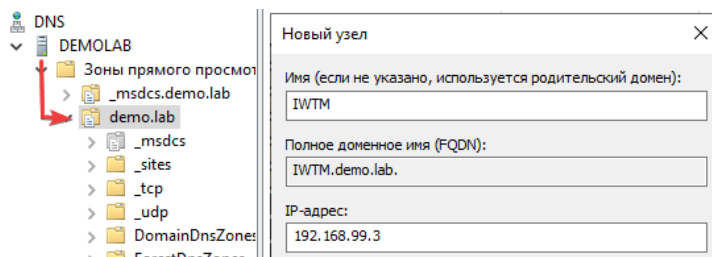 DNS
DEMOLAB
Зоны прямого просмот
_msdcs.demo.lab
demo.lab
_msdcs
_sites
_tcp
_udp
DomainDnsZones
ForestDnsZones
Новый узел
Имя (если не указано, используется родительский домен):
IWTM
Полное доменное имя (FQDN):
IWTM.demo.lab.
IP-адрес:
192.168.99.3